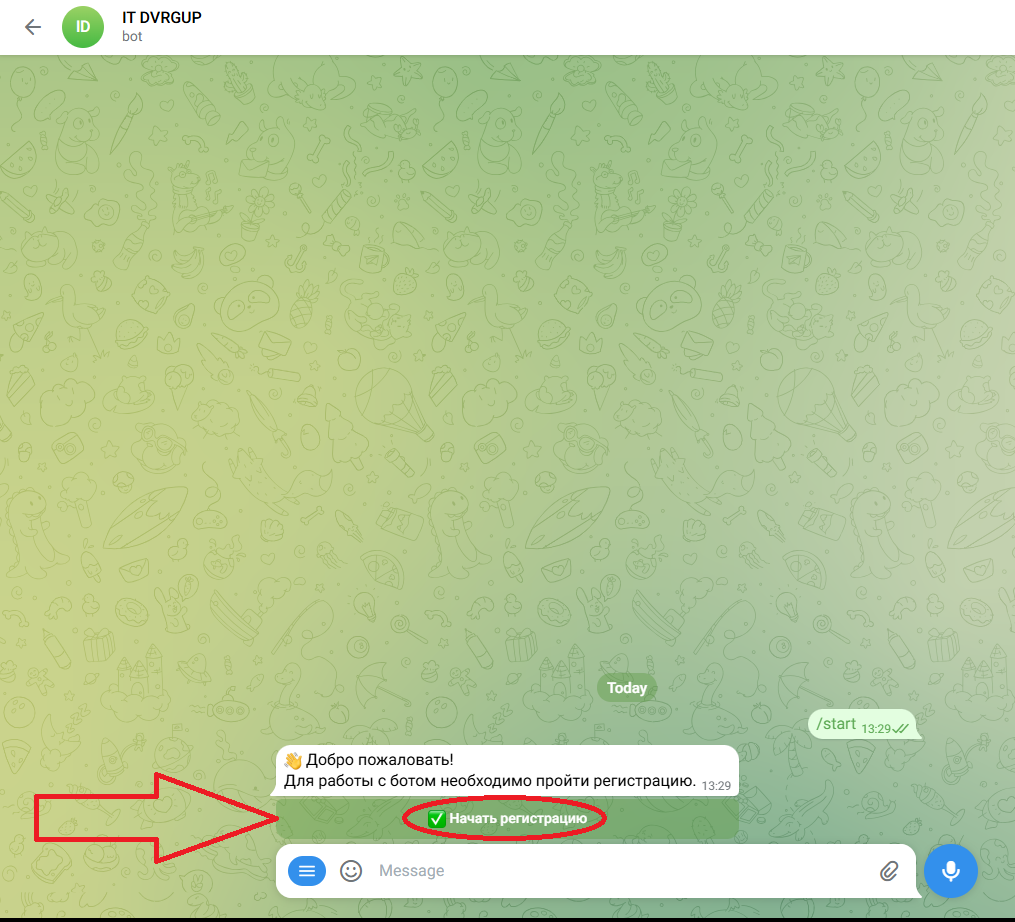 ID
IT DVRGUP
bot
Today
/start 13:29
👋 Добро пожаловать!
Для работы с ботом необходимо пройти регистрацию. 13:29
✅ Начать регистрацию
Message